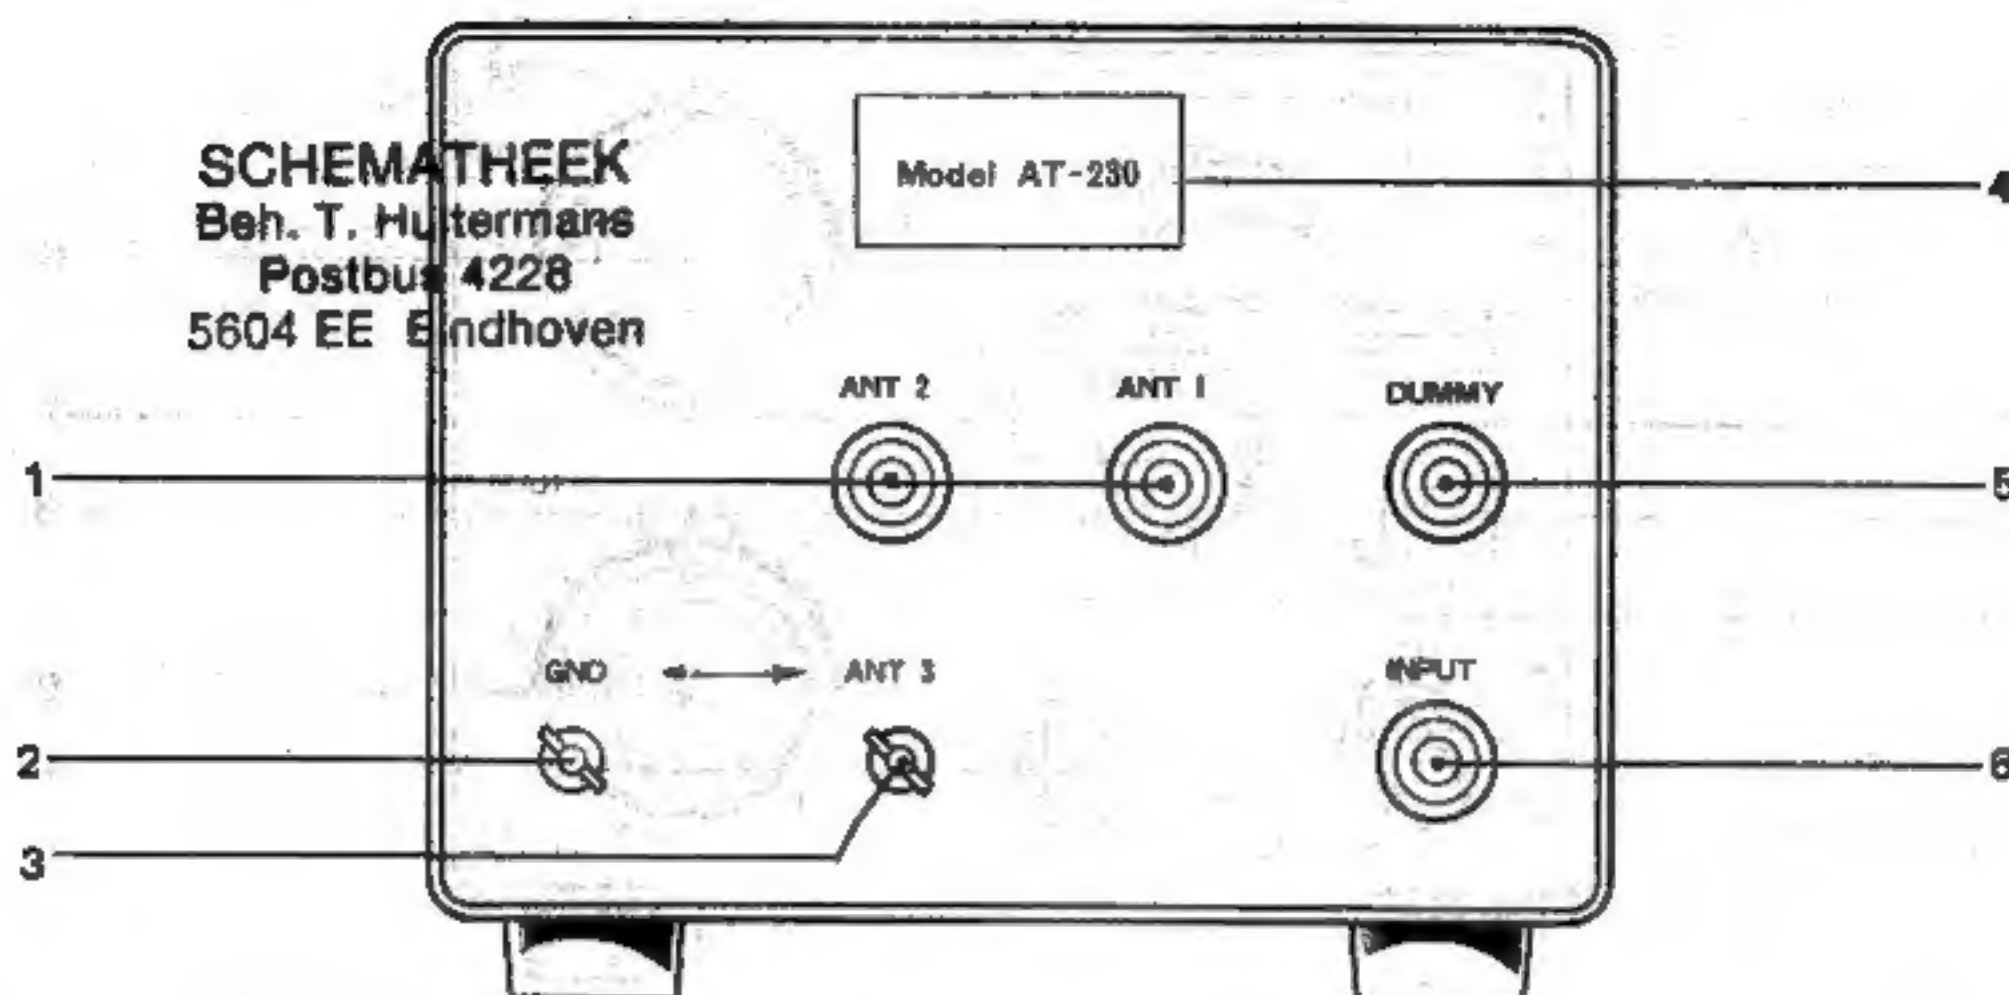 SCHEMATHEEK
Beh. T. Hultermans
Postbus 4228
5604 EE Eindhoven
Model AT-230
4
ANT 2 ANT 1 DUMMY
1
5
GND ANT 3 INPUT
2
6
3